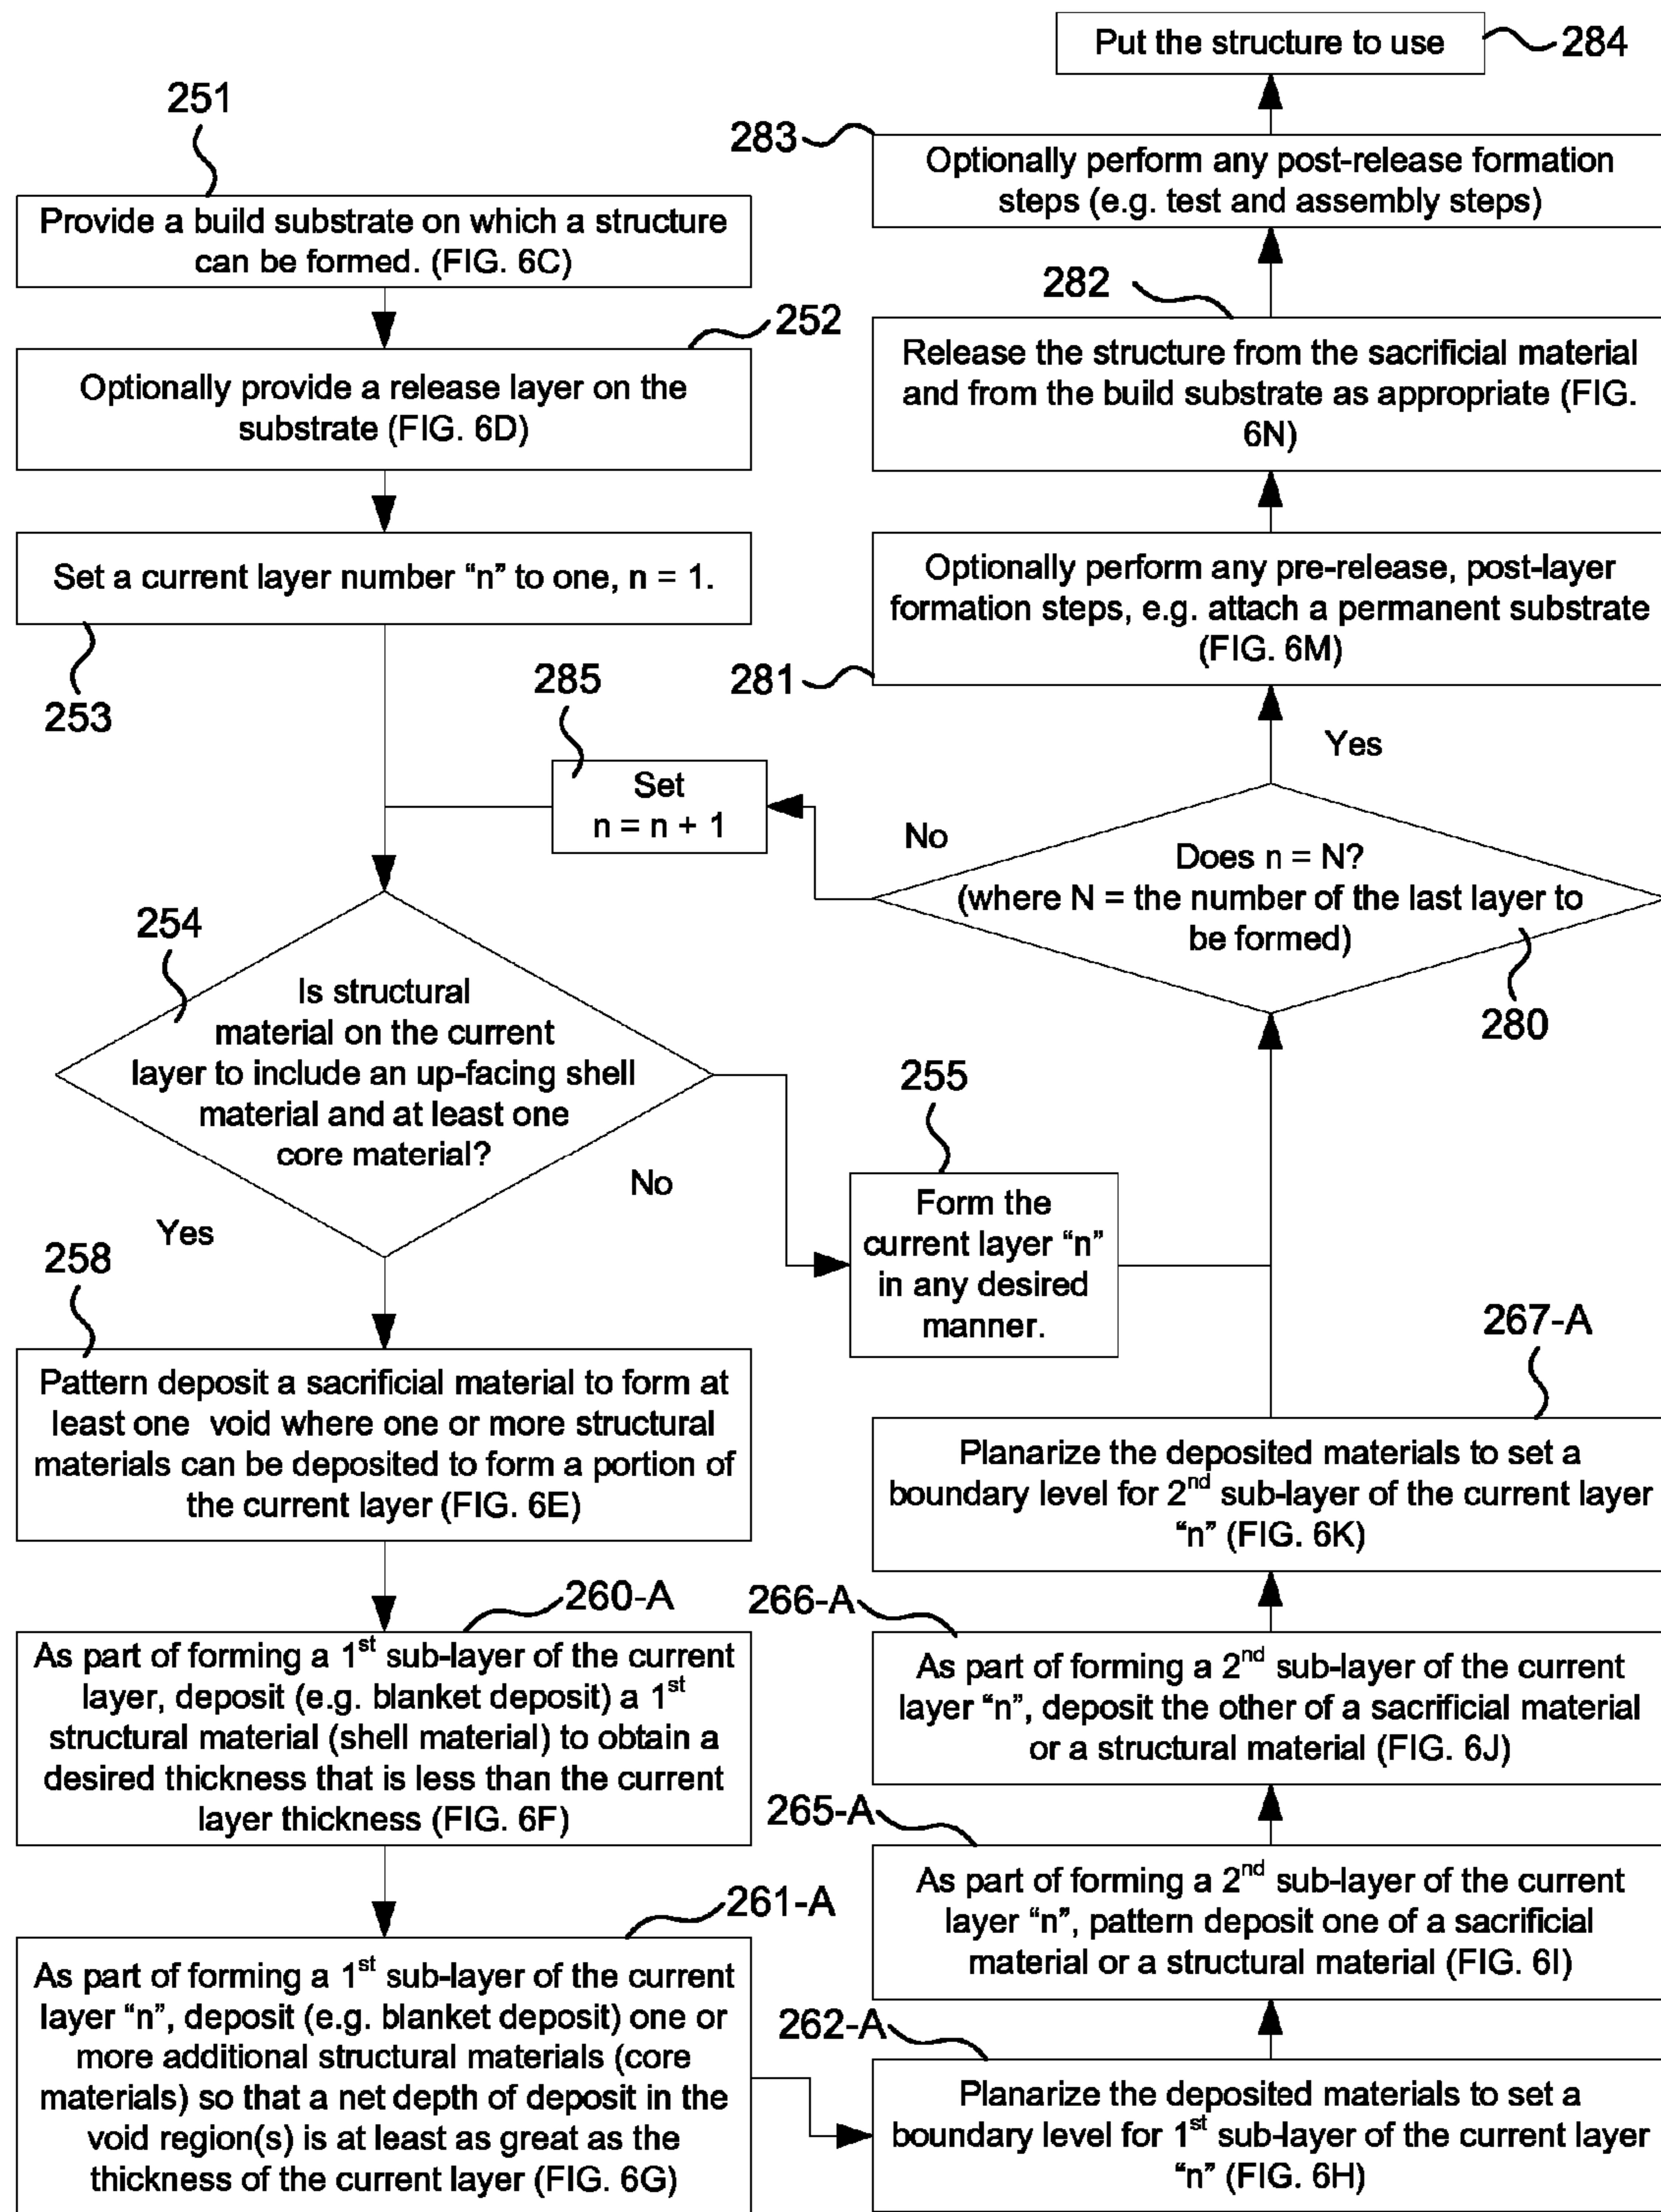 251
Provide a build substrate on which a structure
can be formed. (FIG. 6C)
252
Optionally provide a release layer on the
substrate (FIG. 6D)
Set a current layer number “n” to one, n = 1.
253
285
Set
n = n + 1
254
Is structural
material on the current
layer to include an up-facing shell
material and at least one
core material?
No
Yes
255
Form the
current layer “n”
in any desired
manner.
258
Pattern deposit a sacrificial material to form at
least one void where one or more structural
materials can be deposited to form a portion of
the current layer (FIG. 6E)
260-A
As part of forming a 1st sub-layer of the current
layer, deposit (e.g. blanket deposit) a 1st
structural material (shell material) to obtain a
desired thickness that is less than the current
layer thickness (FIG. 6F)
261-A
As part of forming a 1st sub-layer of the current
layer “n”, deposit (e.g. blanket deposit) one or
more additional structural materials (core
materials) so that a net depth of deposit in the
void region(s) is at least as great as the
thickness of the current layer (FIG. 6G)
262-A
Planarize the deposited materials to set a
boundary level for 1st sub-layer of the current layer
“n” (FIG. 6H)
265-A
As part of forming a 2nd sub-layer of the current
layer “n”, pattern deposit one of a sacrificial
material or a structural material (FIG. 6I)
266-A
As part of forming a 2nd sub-layer of the current
layer “n”, deposit the other of a sacrificial material
or a structural material (FIG. 6J)
267-A
Planarize the deposited materials to set a
boundary level for 2nd sub-layer of the current layer
“n” (FIG. 6K)
280
Does n = N?
(where N = the number of the last layer to
be formed)
No
Yes
281
Optionally perform any pre-release, post-layer
formation steps, e.g. attach a permanent substrate
(FIG. 6M)
282
Release the structure from the sacrificial material
and from the build substrate as appropriate (FIG.
6N)
283
Optionally perform any post-release formation
steps (e.g. test and assembly steps)
Put the structure to use
284